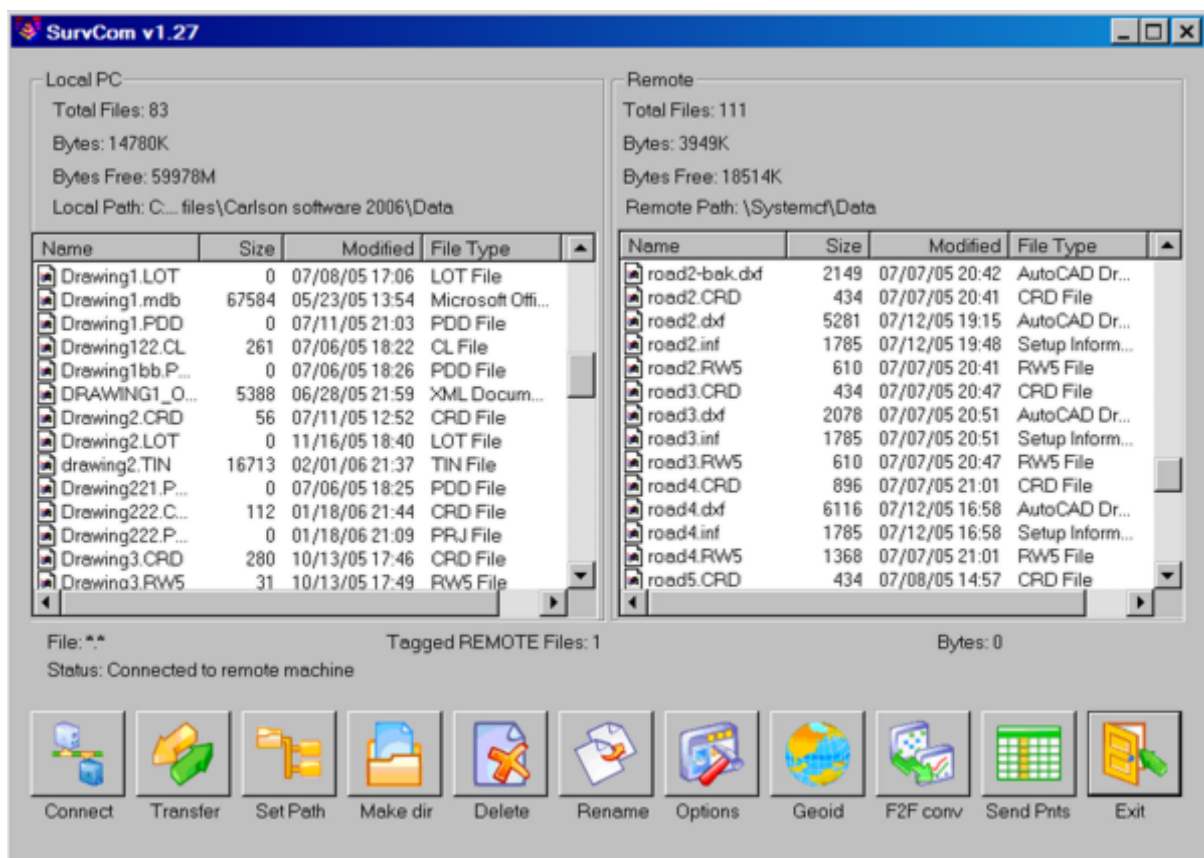 SurvCom v1.27
Local PC
Total Files: 83
Bytes: 14780K
Bytes Free: 59978M
Local Path: C:... files\Carlson software 2006\Data
Name Size Modified File Type
Drawing1.LOT 0 07/08/05 17:06 LOT File
Drawing1.mdb 67584 05/23/05 13:54 Microsoft Offi...
Drawing1.PDD 0 07/11/05 21:03 PDD File
Drawing122.CL 261 07/06/05 18:22 CL File
Drawing1bb.P... 0 07/06/05 18:26 PDD File
DRAWING1_O... 5388 06/28/05 21:59 XML Docum...
Drawing2.CRD 56 07/11/05 12:52 CRD File
Drawing2.LOT 0 11/16/05 18:40 LOT File
drawing2.TIN 16713 02/01/06 21:37 TIN File
Drawing221.P... 0 07/06/05 18:25 PDD File
Drawing222.C... 112 01/18/06 21:44 CRD File
Drawing222.P... 0 01/18/06 21:09 PRJ File
Drawing3.CRD 280 10/13/05 17:46 CRD File
Drawing3.RW5 31 10/13/05 17:49 RW5 File
Remote
Total Files: 111
Bytes: 3949K
Bytes Free: 18514K
Remote Path: \Systemcf\Data
Name Size Modified File Type
road2-bak.dxf 2149 07/07/05 20:42 AutoCAD Dr...
road2.CRD 434 07/07/05 20:41 CRD File
road2.dxf 5281 07/12/05 19:15 AutoCAD Dr...
road2.inf 1785 07/12/05 19:48 Setup Inform...
road2.RW5 610 07/07/05 20:41 RW5 File
road3.CRD 434 07/07/05 20:47 CRD File
road3.dxf 2078 07/07/05 20:51 AutoCAD Dr...
road3.inf 1785 07/07/05 20:51 Setup Inform...
road3.RW5 610 07/07/05 20:47 RW5 File
road4.CRD 896 07/07/05 21:01 CRD File
road4.dxf 6116 07/12/05 16:58 AutoCAD Dr...
road4.inf 1785 07/12/05 16:58 Setup Inform...
road4.RW5 1368 07/07/05 21:01 RW5 File
road5.CRD 434 07/08/05 14:57 CRD File
File: *.* Tagged REMOTE Files: 1 Bytes: 0
Status: Connected to remote machine
Connect Transfer Set Path Make dir Delete Rename Options Geoid F2F conv Send Pnts Exit